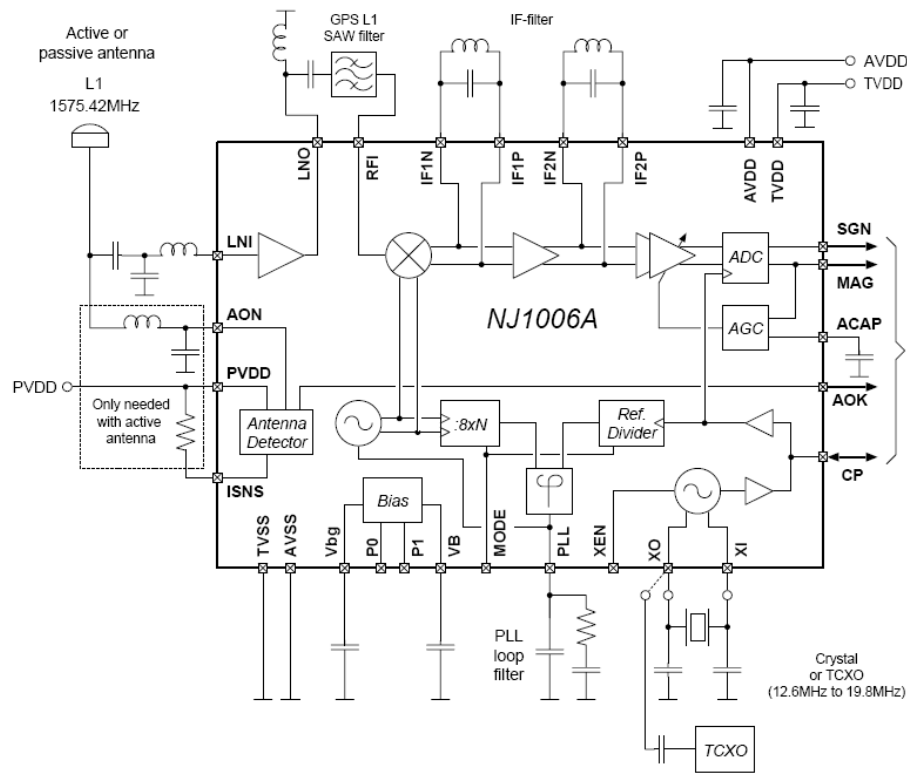 Active or
passive antenna
L1
1575.42MHz
GPS L1
SAW filter
IF-filter
AVDD
TVDD
LNO
RFI
IF1N
IF1P
IF2N
IF2P
AVDD
TVDD
LNI
ADC
SGN
MAG
NJ1006A
AGC
ACAP
AON
PVDD
PVDD
Only needed
with active
antenna
Antenna
Detector
:8xN
Ref.
Divider
AOK
CP
ISNS
Bias
φ
TVSS
AVSS
Vbg
P0
P1
VB
MODE
PLL
XEN
XO
XI
PLL
loop
filter
Crystal
or TCXO
(12.6MHz to 19.8MHz)
TCXO